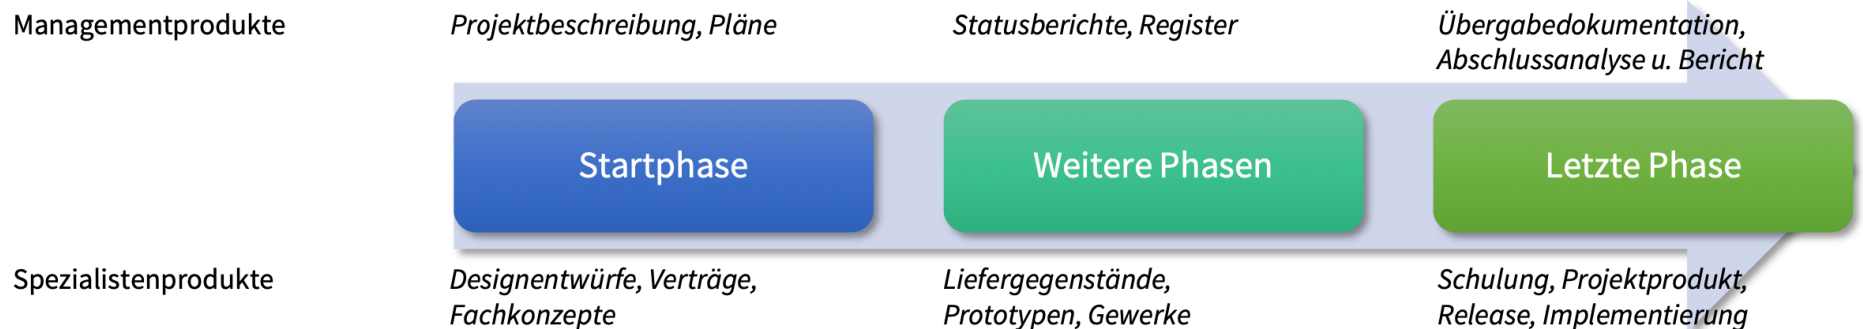 Managementprodukte
Projektbeschreibung, Pläne
Statusberichte, Register
Übergabedokumentation,
Abschlussanalyse u. Bericht
Startphase
Weitere Phasen
Letzte Phase
Spezialistenprodukte
Designentwürfe, Verträge,
Fachkonzepte
Liefergegenstände,
Prototypen, Gewerke
Schulung, Projektprodukt,
Release, Implementierung